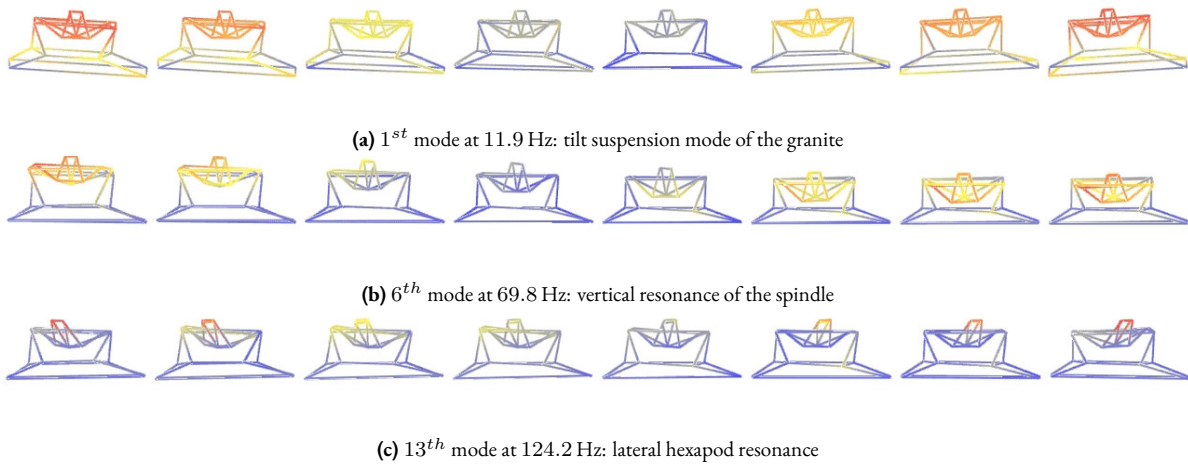 (a) 1st mode at 11.9 Hz: tilt suspension mode of the granite
(b) 6th mode at 69.8 Hz: vertical resonance of the spindle
(c) 13th mode at 124.2 Hz: lateral hexapod resonance